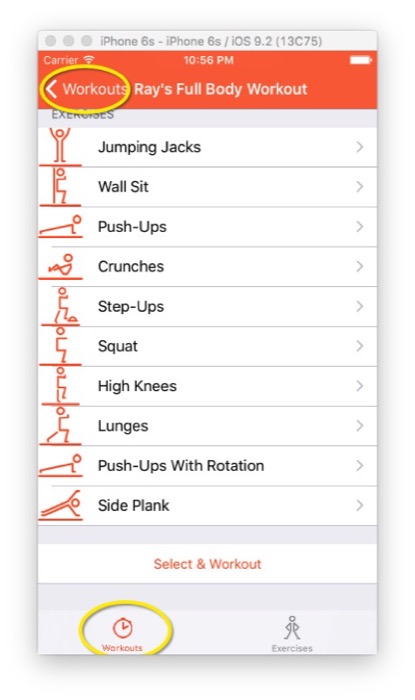 iPhone 6s - iPhone 6s / iOS 9.2 (13C75)
Carrier 10:56 PM
Workouts Ray's Full Body Workout
EXERCISES
Jumping Jacks
Wall Sit
Push-Ups
Crunches
Step-Ups
Squat
High Knees
Lunges
Push-Ups With Rotation
Side Plank
Select & Workout
Workouts Exercises